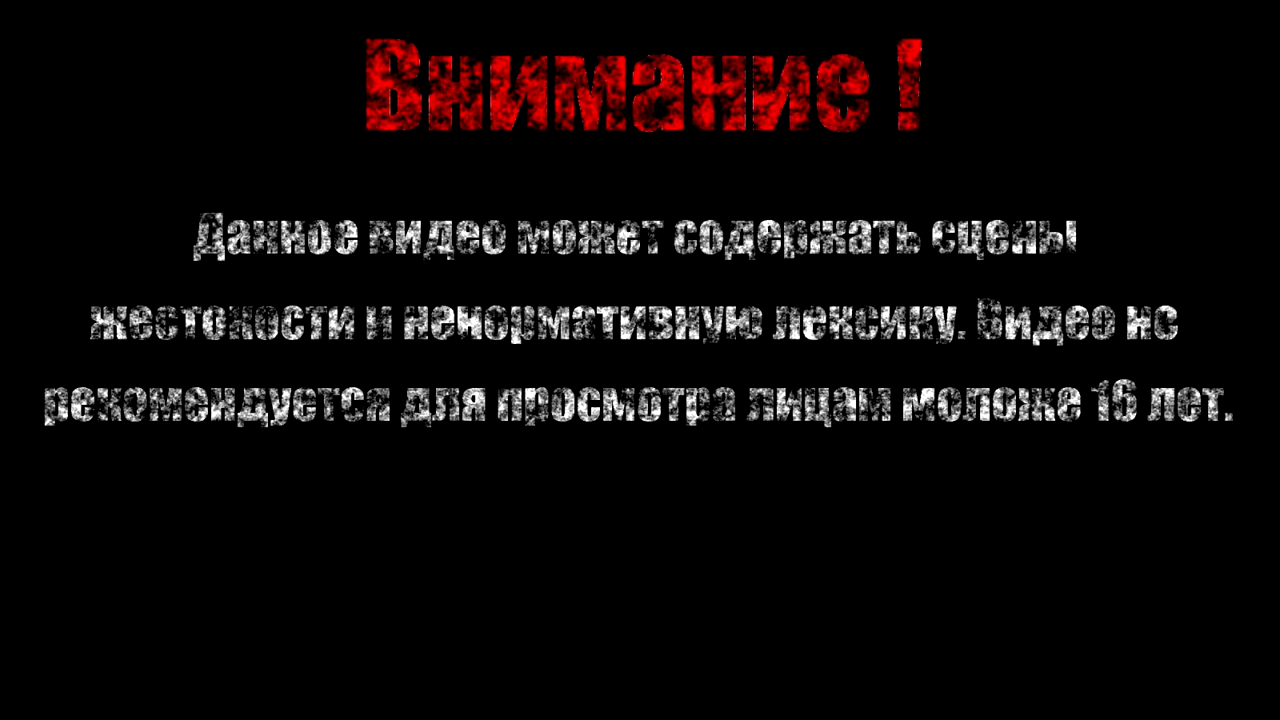 Внимание !
Данное видео может содержать сцены
жестокости и ненормативную лексику. Видео не
рекомендуется для просмотра лицам моложе 16 лет.